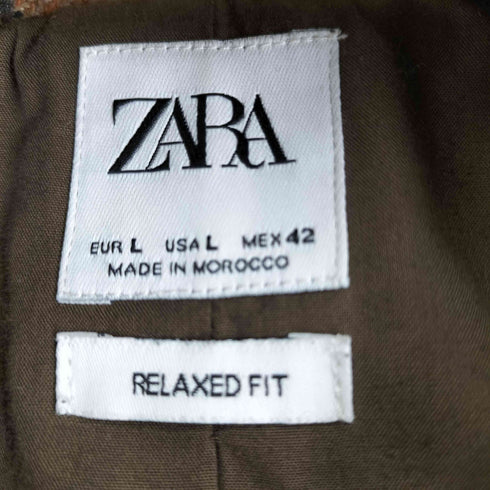 ZARA
EUR L USA L MEX 42
MADE IN MOROCCO
RELAXED FIT